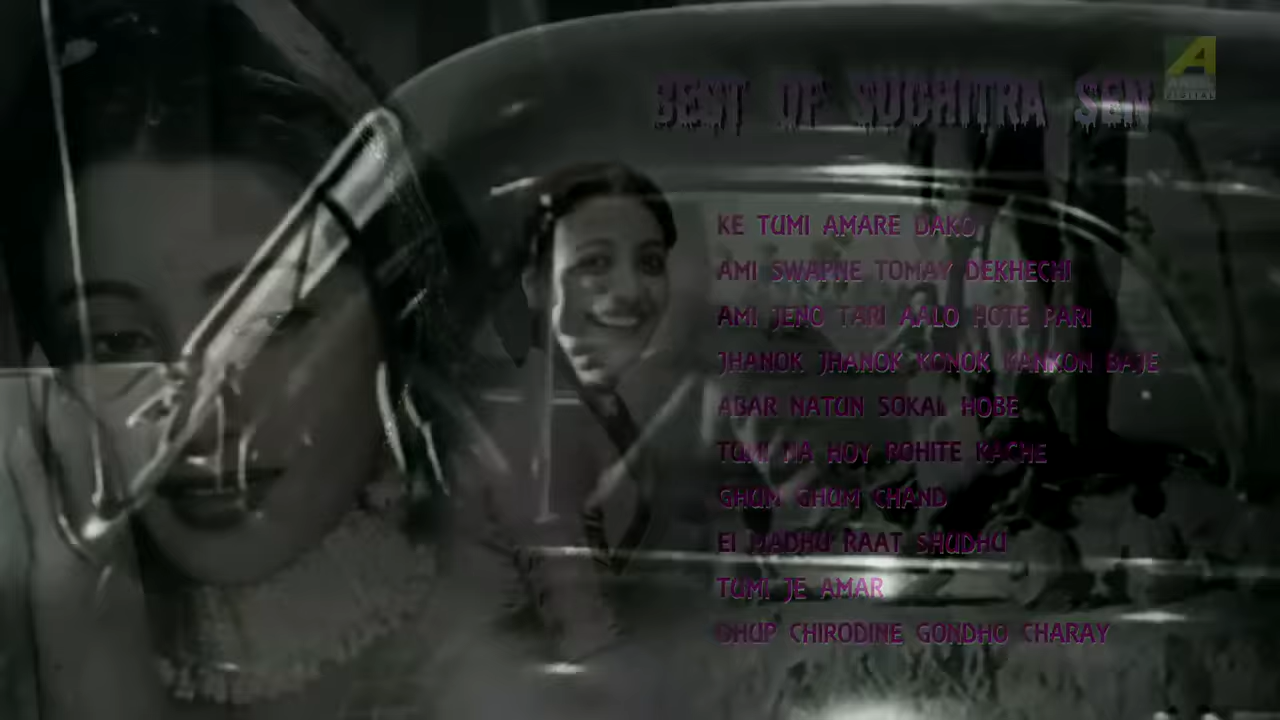 BEST OF SUCHITRA SEN
A
DIGITAL
KE TUMI AMARE DAKO
AMI SWAPNE TOMAY DEKHECHI
AMI JENO TARI AALO HOTE PARI
JHANOK JHANOK KONOK KANKON BAJE
ABAR NATUN SOKAL HOBE
TUMI NA HOY ROHITE KACHE
GHUM GHUM CHAND
EI MADHU RAAT SHUDHU
TUMI JE AMAR
DHUP CHIRODINE GONDHO CHARAY